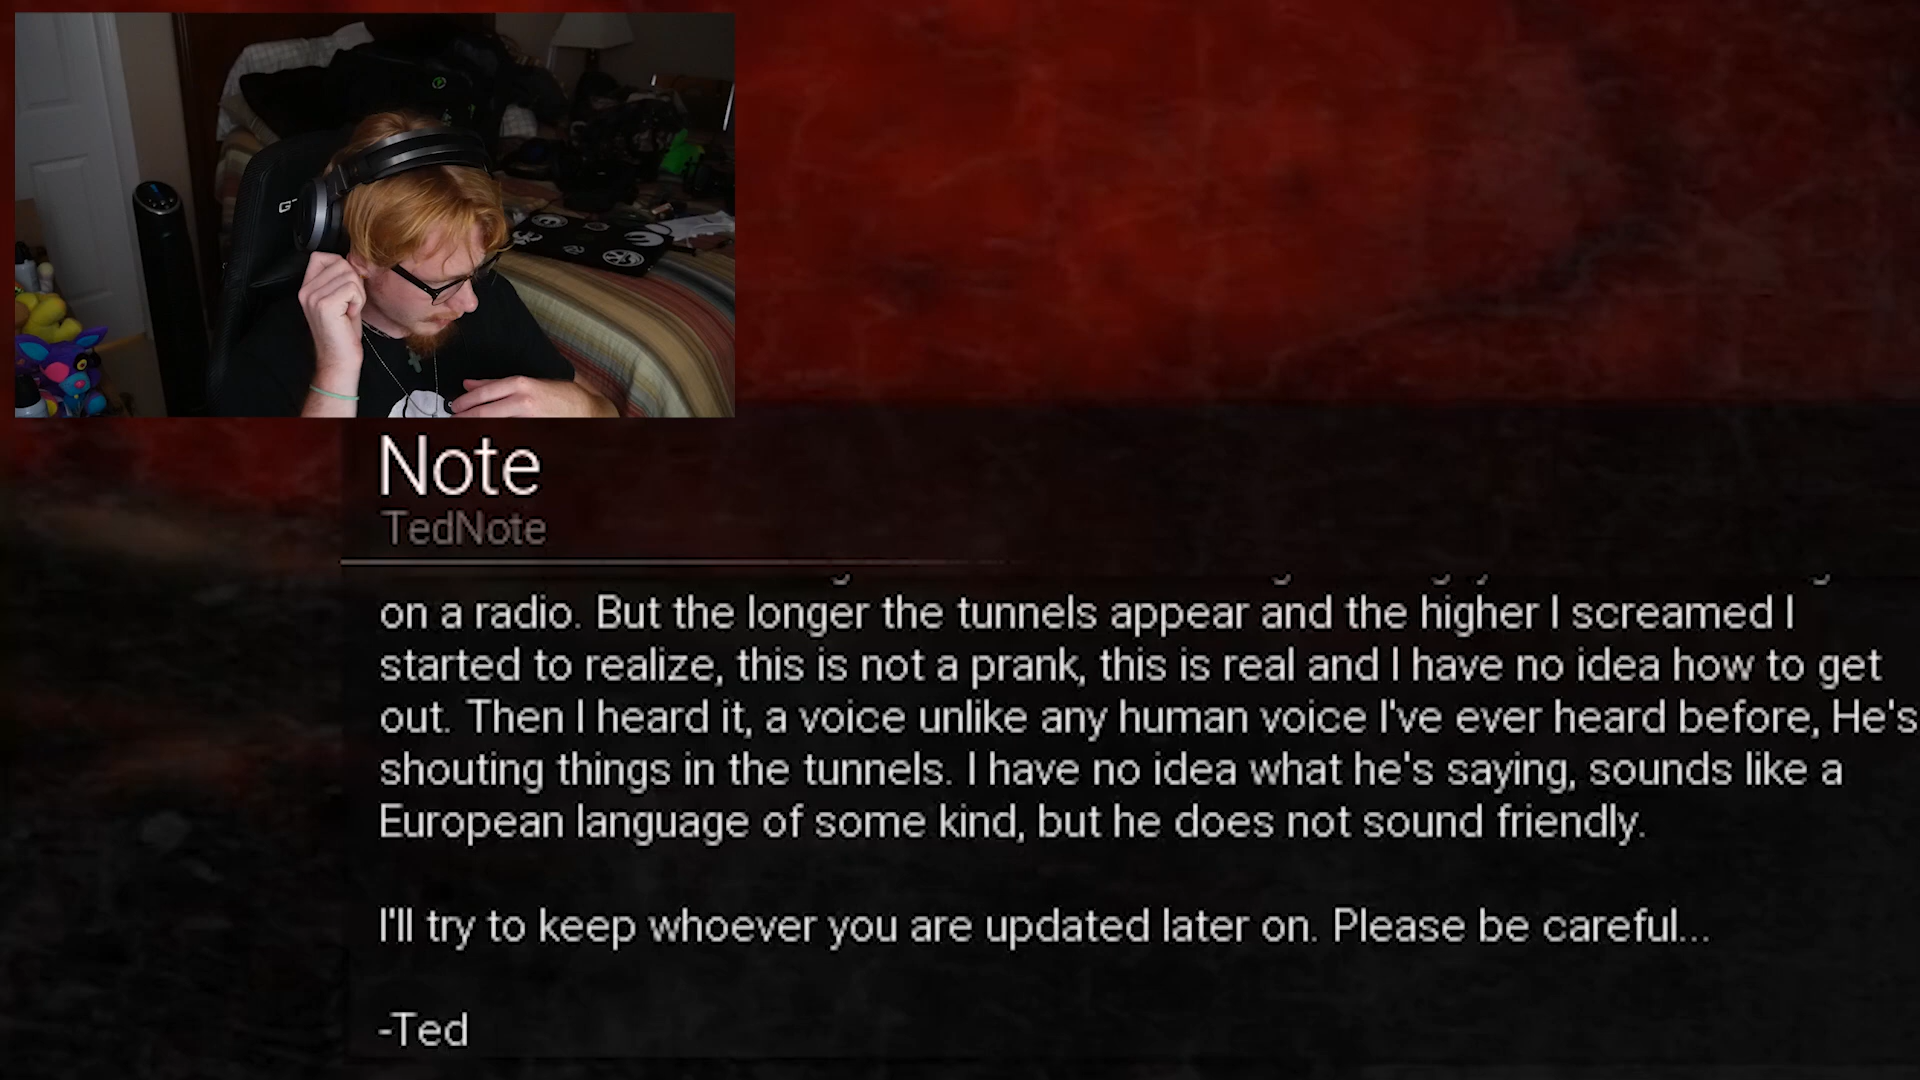 Note
TedNote
on a radio. But the longer the tunnels appear and the higher I screamed I
started to realize, this is not a prank, this is real and I have no idea how to get
out. Then I heard it, a voice unlike any human voice I've ever heard before, He's
shouting things in the tunnels. I have no idea what he's saying, sounds like a
European language of some kind, but he does not sound friendly.
I'll try to keep whoever you are updated later on. Please be careful...
-Ted